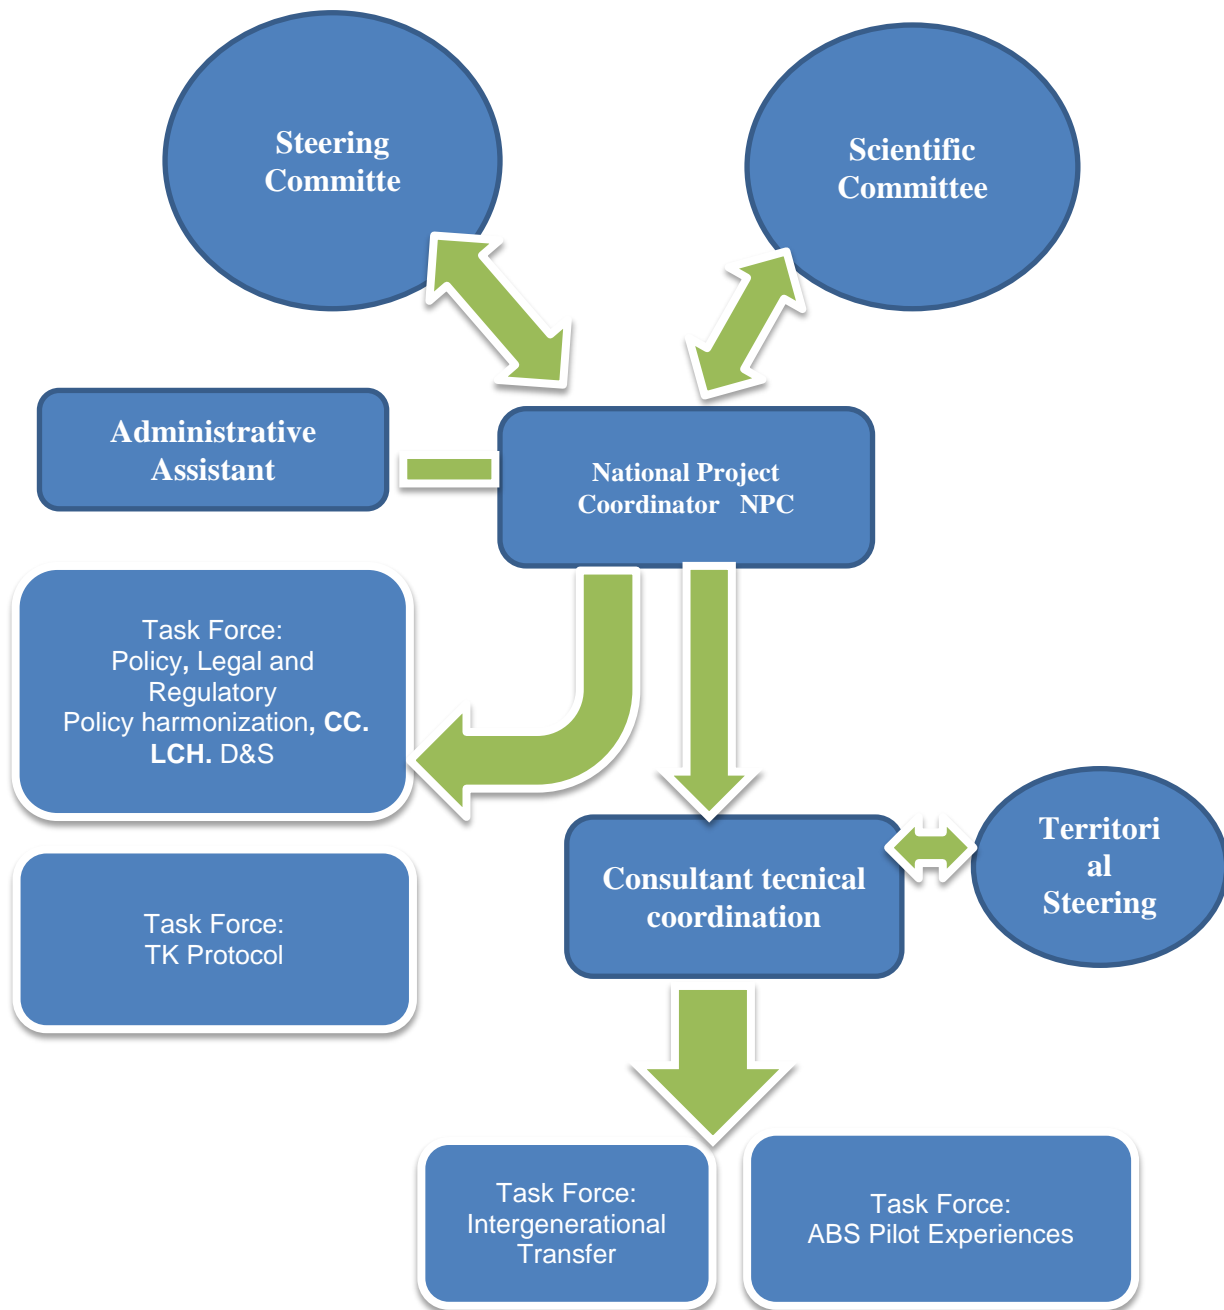 Steering
Committe
Scientific
Committee
Administrative
Assistant
National Project
Coordinator NPC
Task Force:
Policy, Legal and
Regulatory
Policy harmonization, CC.
LCH. D&S
Task Force:
TK Protocol
Consultant tecnical
coordination
Territori
al
Steering
Task Force:
Intergenerational
Transfer
Task Force:
ABS Pilot Experiences